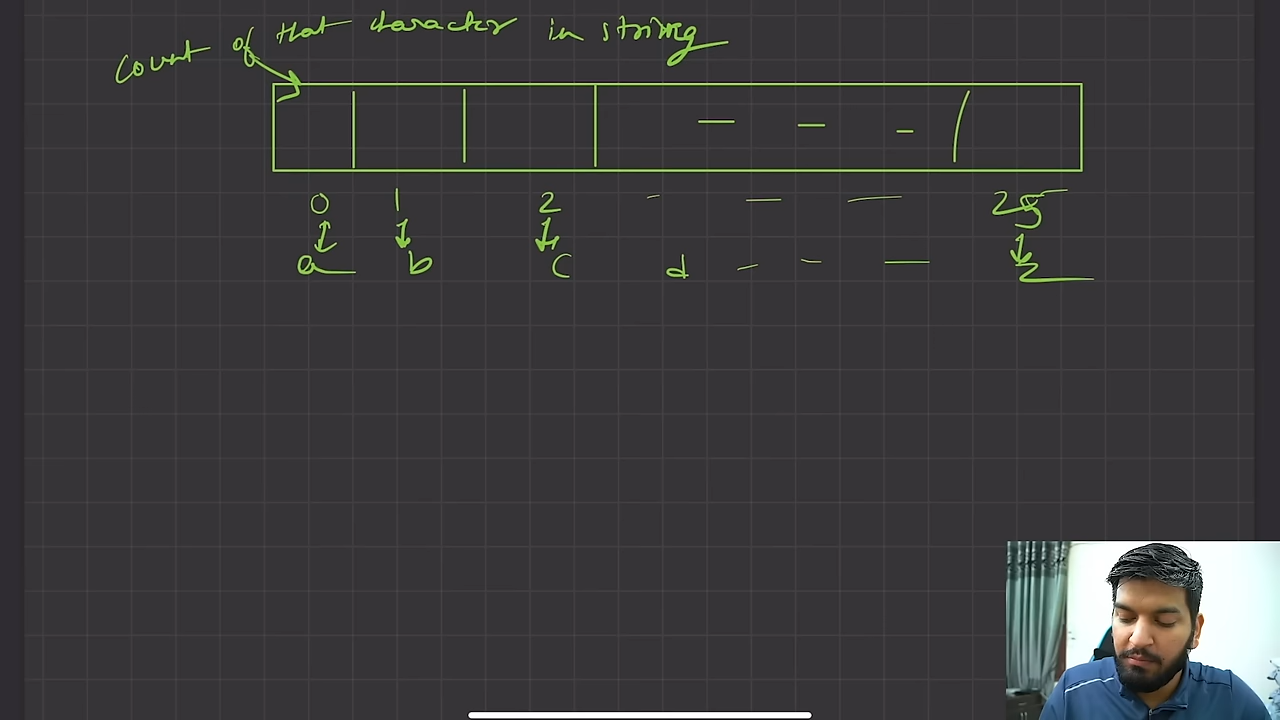 count of that character in string
0 1 2 - — — 25
a b c d - - — z